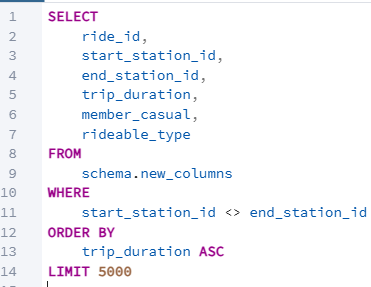 1 SELECT
2 ride_id,
3 start_station_id,
4 end_station_id,
5 trip_duration,
6 member_casual,
7 rideable_type
8 FROM
9 schema.new_columns
10 WHERE
11 start_station_id <> end_station_id
12 ORDER BY
13 trip_duration ASC
14 LIMIT 5000